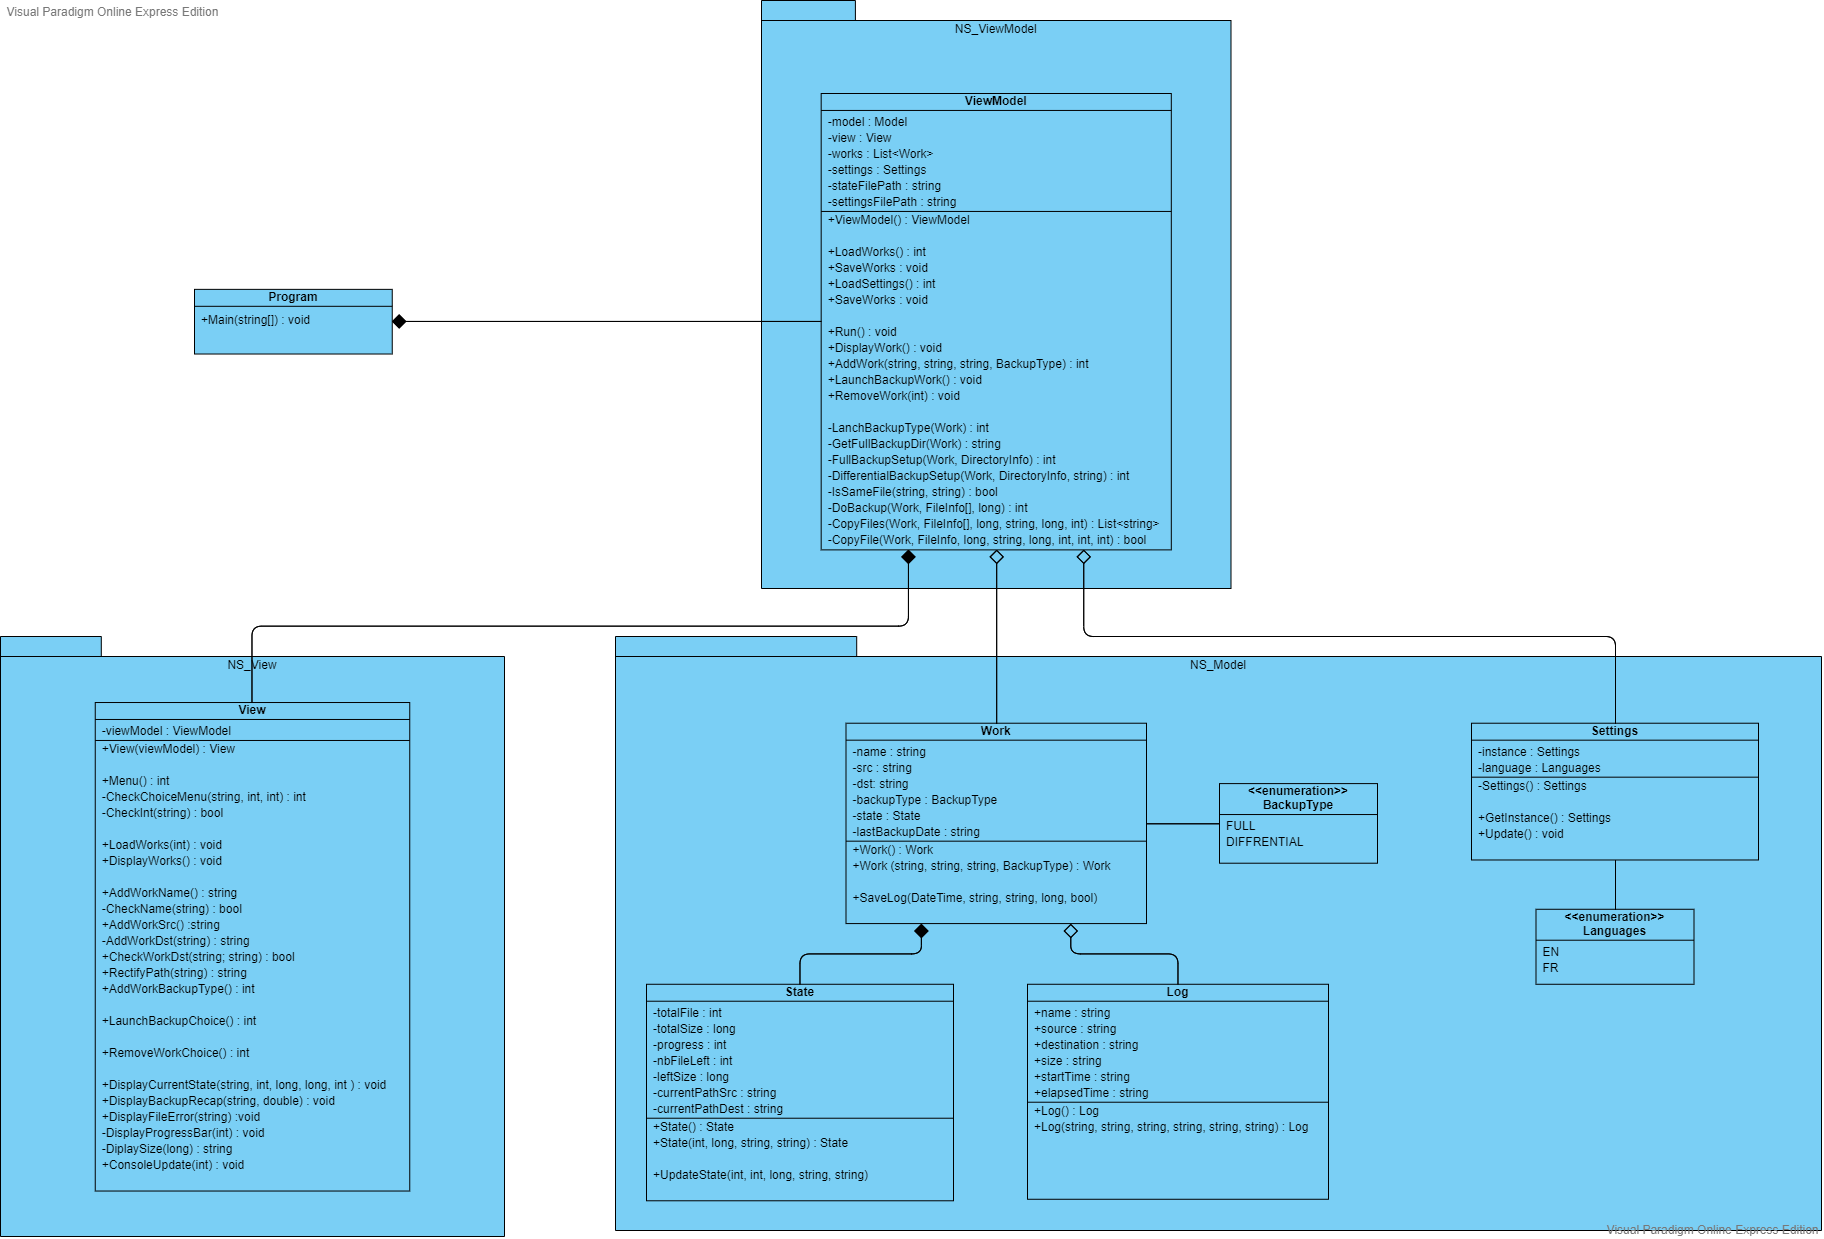 Visual Paradigm Online Express Edition
NS_ViewModel
ViewModel
-model : Model
-view : View
-works : List<Work>
-settings : Settings
-stateFilePath : string
-settingsFilePath : string
+ViewModel() : ViewModel
+LoadWorks() : int
+SaveWorks : void
+LoadSettings() : int
+SaveWorks : void
+Run() : void
+DisplayWork() : void
+AddWork(string, string, string, BackupType) : int
+LaunchBackupWork() : void
+RemoveWork(int) : void
-LanchBackupType(Work) : int
-GetFullBackupDir(Work) : string
-FullBackupSetup(Work, DirectoryInfo) : int
-DifferentialBackupSetup(Work, DirectoryInfo, string) : int
-IsSameFile(string, string) : bool
-DoBackup(Work, FileInfo[], long) : int
-CopyFiles(Work, FileInfo[], long, string, long, int) : List<string>
-CopyFile(Work, FileInfo, long, string, long, int, int, int) : bool
Program
+Main(string[]) : void
NS_View
View
-viewModel : ViewModel
+View(viewModel) : View
+Menu() : int
-CheckChoiceMenu(string, int, int) : int
-CheckInt(string) : bool
+LoadWorks(int) : void
+DisplayWorks() : void
+AddWorkName() : string
-CheckName(string) : bool
+AddWorkSrc() :string
-AddWorkDst(string) : string
+CheckWorkDst(string; string) : bool
+RectifyPath(string) : string
+AddWorkBackupType() : int
+LaunchBackupChoice() : int
+RemoveWorkChoice() : int
+DisplayCurrentState(string, int, long, long, int ) : void
+DisplayBackupRecap(string, double) : void
+DisplayFileError(string) :void
-DisplayProgressBar(int) : void
-DiplaySize(long) : string
+ConsoleUpdate(int) : void
NS_Model
Work
-name : string
-src : string
-dst: string
-backupType : BackupType
-state : State
-lastBackupDate : string
+Work() : Work
+Work (string, string, string, BackupType) : Work
+SaveLog(DateTime, string, string, long, bool)
<<enumeration>>
BackupType
FULL
DIFFRENTIAL
Settings
-instance : Settings
-language : Languages
-Settings() : Settings
+GetInstance() : Settings
+Update() : void
<<enumeration>>
Languages
EN
FR
State
-totalFile : int
-totalSize : long
-progress : int
-nbFileLeft : int
-leftSize : long
-currentPathSrc : string
-currentPathDest : string
+State() : State
+State(int, long, string, string) : State
+UpdateState(int, int, long, string, string)
Log
+name : string
+source : string
+destination : string
+size : string
+startTime : string
+elapsedTime : string
+Log() : Log
+Log(string, string, string, string, string, string) : Log
Visual Paradigm Online Express Edition